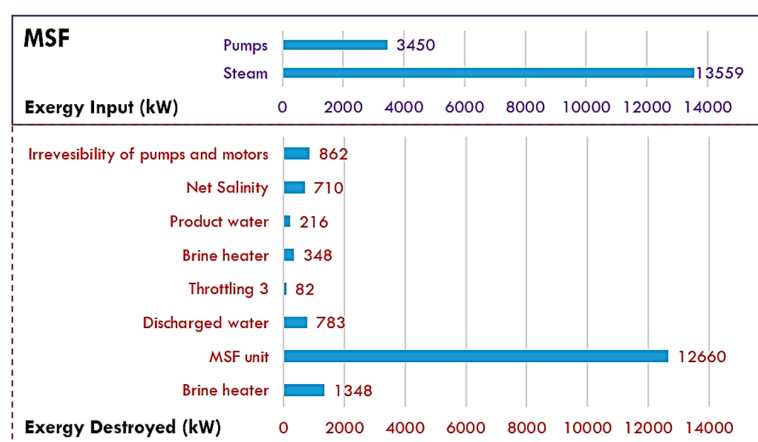 MSF
Pumps 3450
Steam 13559
Exergy Input (kW) 0 2000 4000 6000 8000 10000 12000 14000
Irrevesibility of pumps and motors 862
Net Salinity 710
Product water 216
Brine heater 348
Throttling 3 82
Discharged water 783
MSF unit 12660
Brine heater 1348
Exergy Destroyed (kW) 0 2000 4000 6000 8000 10000 12000 14000